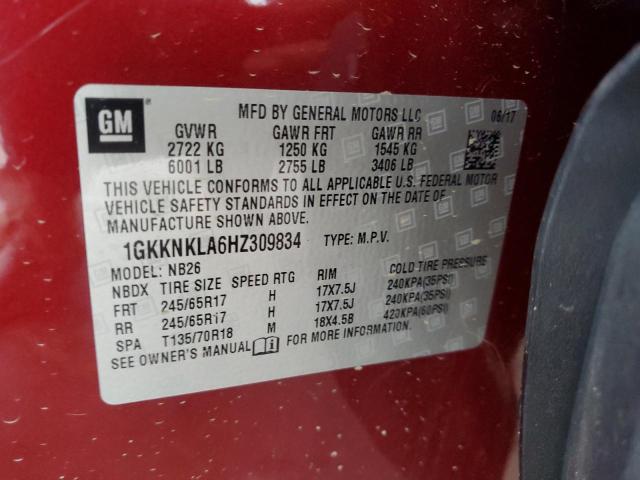 GM
MFD BY GENERAL MOTORS LLC 06/17
GVWR GAWR FRT GAWR RR
2722 KG 1250 KG 1545 KG
6001 LB 2755 LB 3406 LB
THIS VEHICLE CONFORMS TO ALL APPLICABLE U.S. FEDERAL MOTOR
VEHICLE SAFETY STANDARDS IN EFFECT ON THE DATE OF
MANUFACTURE SHOWN ABOVE.
1GKKNKLA6HZ309834 TYPE: M.P.V.
MODEL: NB26
NBDX TIRE SIZE SPEED RTG RIM COLD TIRE PRESSURE
FRT 245/65R17 H 17X7.5J 240KPA(35PSI)
RR 245/65R17 H 17X7.5J 240KPA(35PSI)
SPA T135/70R18 M 18X4.5B 420KPA(60PSI)
SEE OWNER'S MANUAL i FOR MORE INFORMATION.